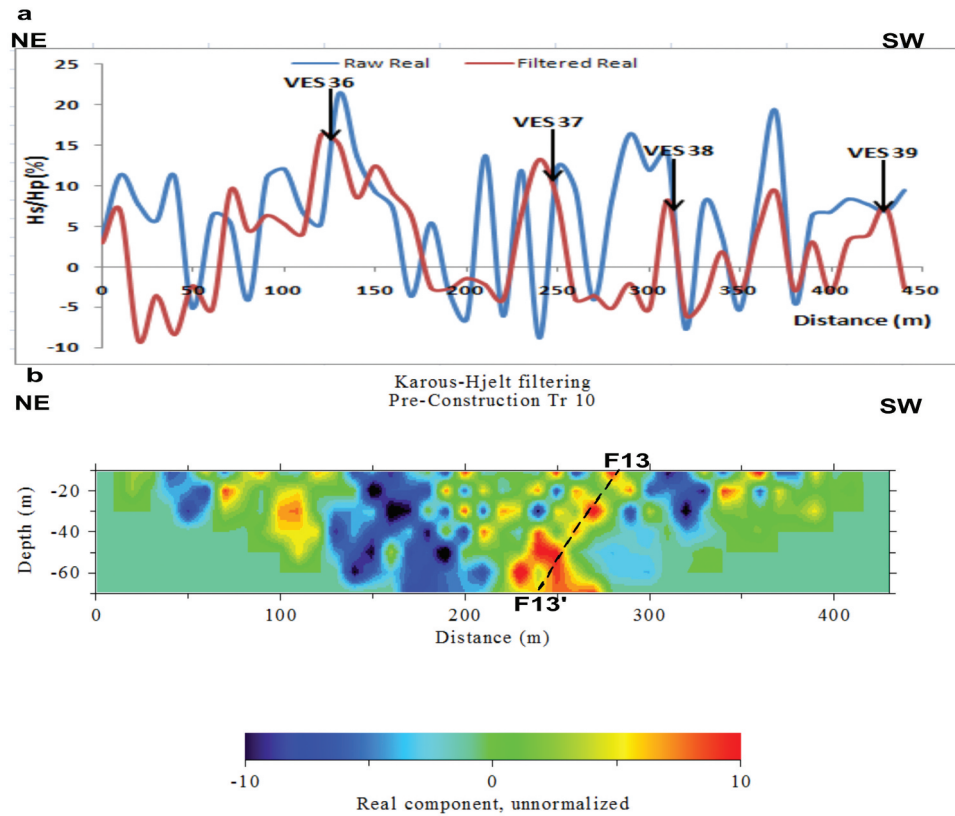 a
NE SW
25
Raw Real Filtered Real
20 VES 36
15 VES 37
VES 38 VES 39
10
5
0
0 50 100 150 200 250 300 350 400 450
-5
Distance (m)
-10
Hs/Hp(%)
b
Karous-Hjelt filtering
NE Pre-Construction Tr 10 SW
F13
-20
-40
-60
Depth (m)
F13'
0 100 200 300 400
Distance (m)
-10 0 10
Real component, unnormalized